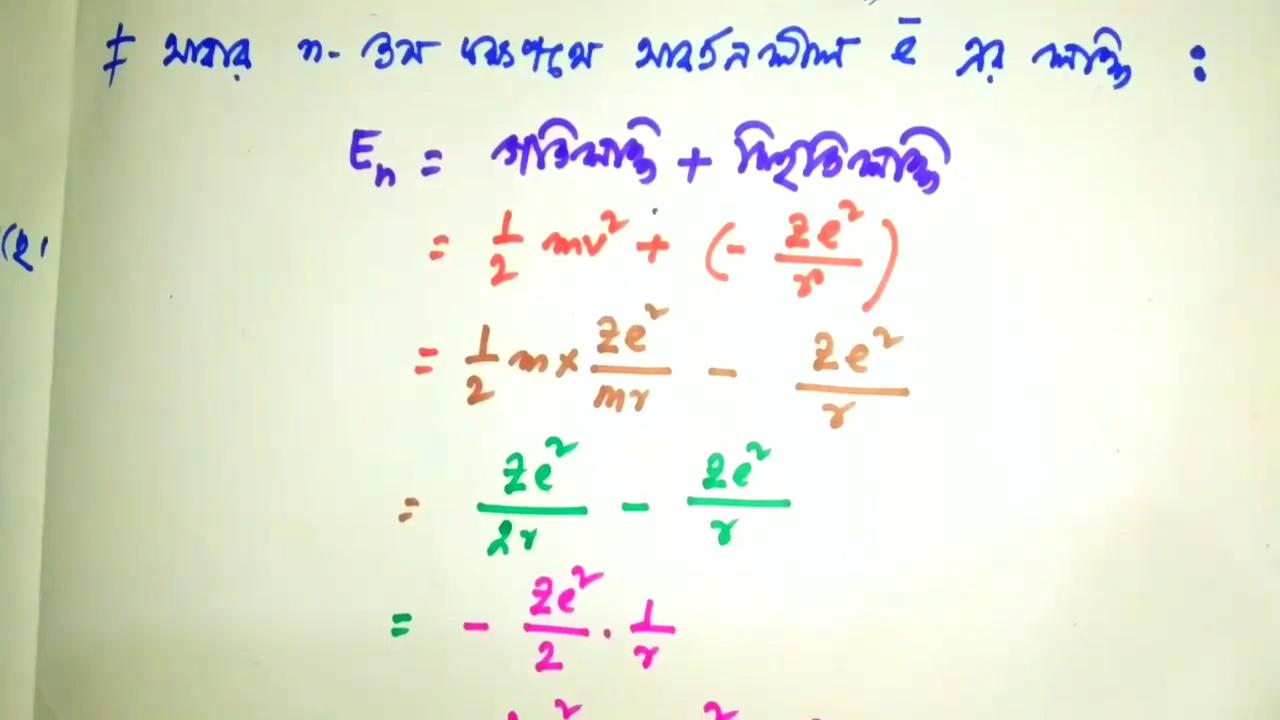 ‡ আবার n- তম কক্ষপথে আবর্তনশীল ē এর শক্তি :
Eₙ = গতিশক্তি + স্থিতিশক্তি
= 1/2 mv² + (- Ze²/r)
= 1/2 m × Ze²/mr - Ze²/r
= Ze²/2r - Ze²/r
= - Ze²/2 · 1/r